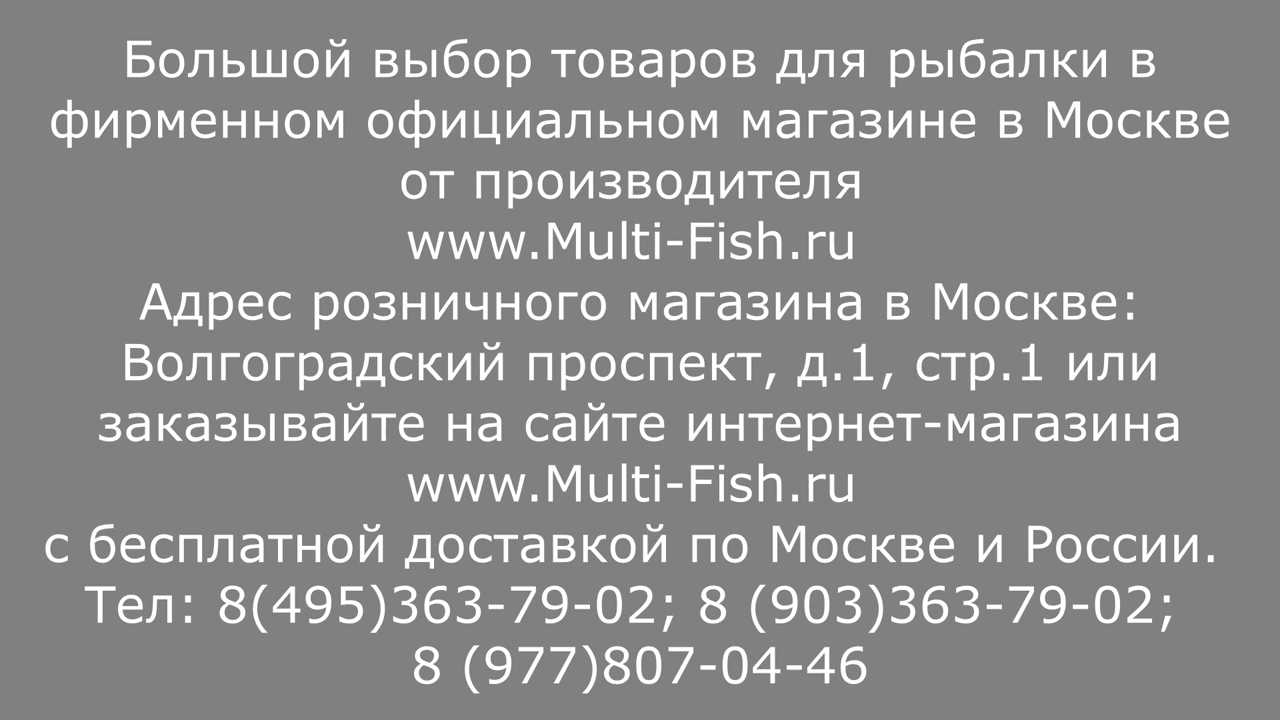 Большой выбор товаров для рыбалки в
фирменном официальном магазине в Москве
от производителя
www.Multi-Fish.ru
Адрес розничного магазина в Москве:
Волгоградский проспект, д.1, стр.1 или
заказывайте на сайте интернет-магазина
www.Multi-Fish.ru
с бесплатной доставкой по Москве и России.
Тел: 8(495)363-79-02; 8 (903)363-79-02;
8 (977)807-04-46